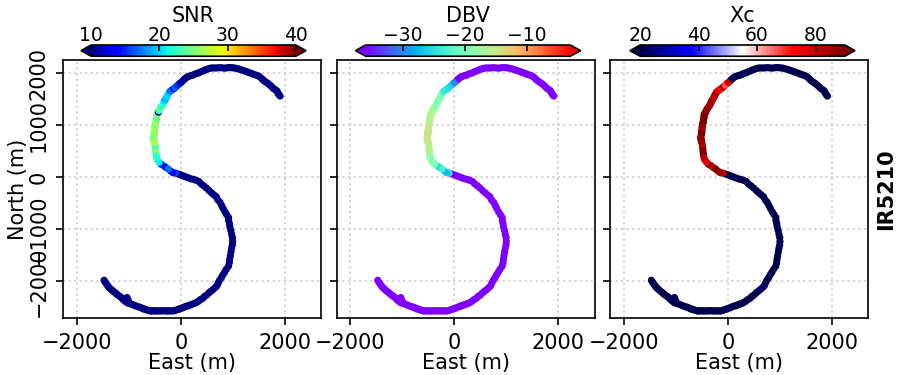 SNR
DBV
Xc
10 20 30 40
−30 −20 −10
20 40 60 80
North (m)
2000
1000
0
−1000
−2000
−2000 0 2000
−2000 0 2000
−2000 0 2000
East (m)
East (m)
East (m)
IR5210